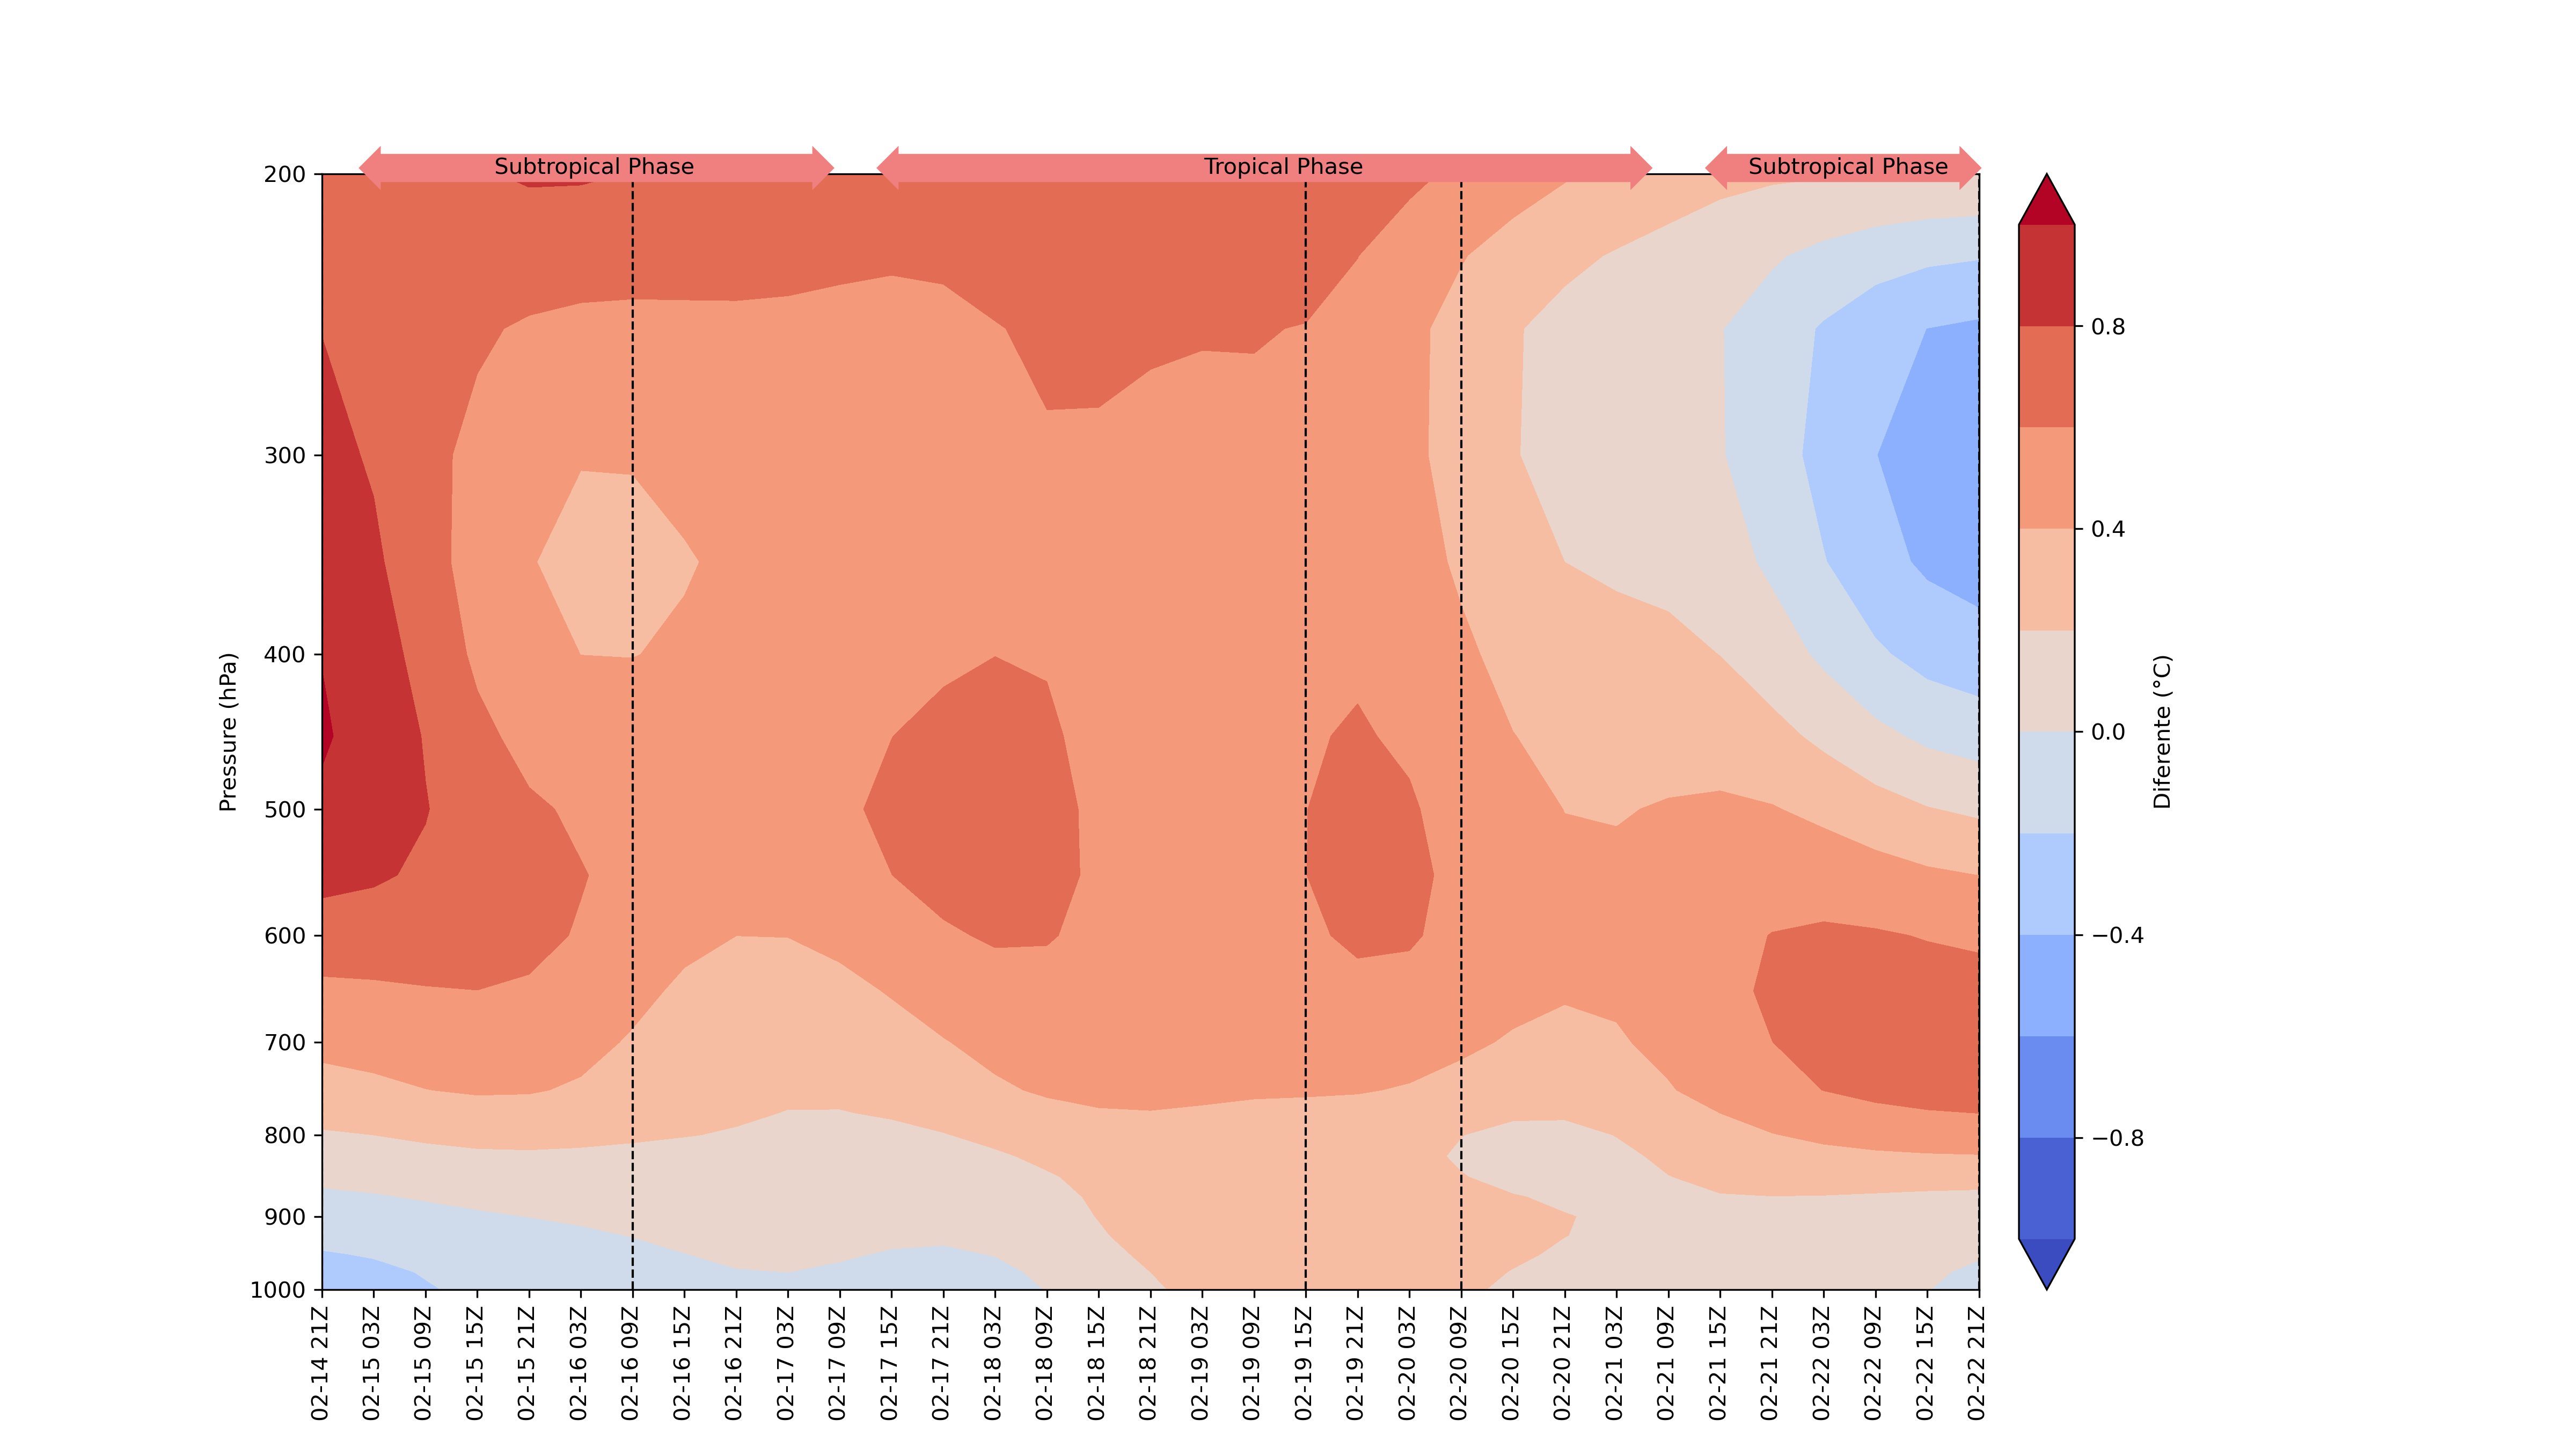 Subtropical Phase
Tropical Phase
Subtropical Phase
200
300
400
500
600
700
800
900
1000
Pressure (hPa)
02-14 21Z
02-15 03Z
02-15 09Z
02-15 15Z
02-15 21Z
02-16 03Z
02-16 09Z
02-16 15Z
02-16 21Z
02-17 03Z
02-17 09Z
02-17 15Z
02-17 21Z
02-18 03Z
02-18 09Z
02-18 15Z
02-18 21Z
02-19 03Z
02-19 09Z
02-19 15Z
02-19 21Z
02-20 03Z
02-20 09Z
02-20 15Z
02-20 21Z
02-21 03Z
02-21 09Z
02-21 15Z
02-21 21Z
02-22 03Z
02-22 09Z
02-22 15Z
02-22 21Z
0.8
0.4
0.0
−0.4
−0.8
Diferente (°C)